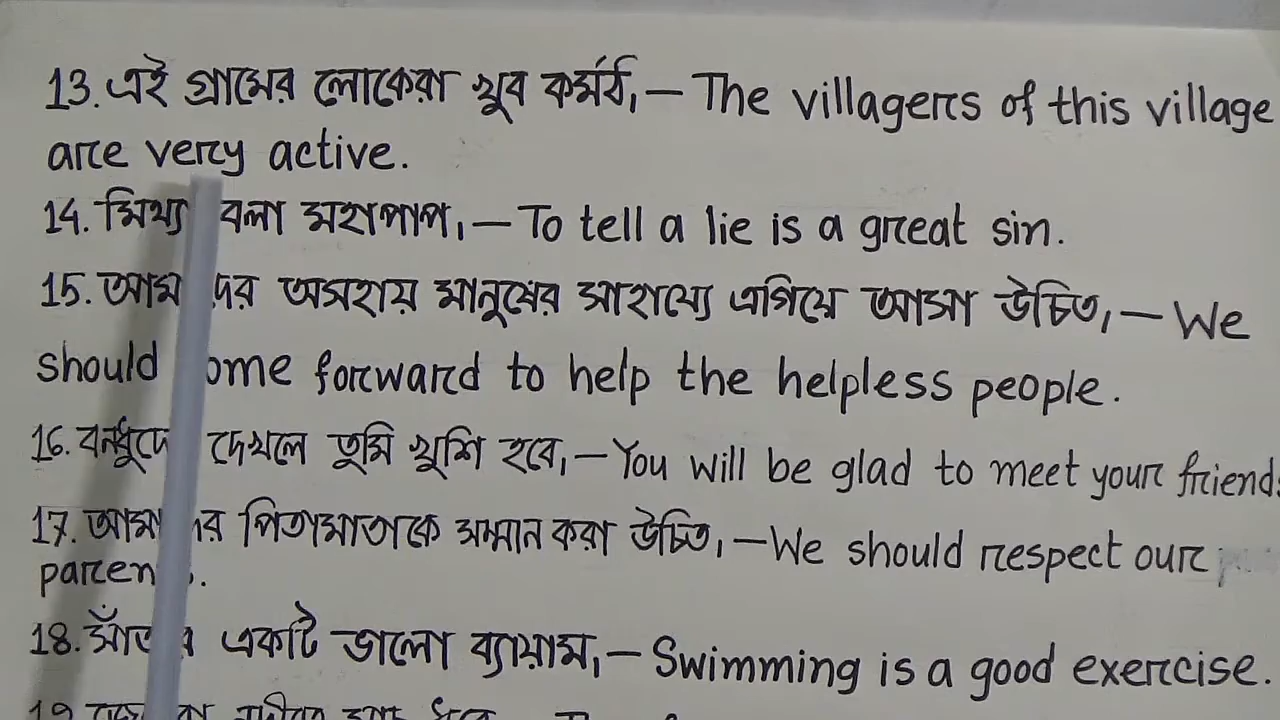 13. এই গ্রামের লোকেরা খুব কর্মঠ।– The villagers of this village
are very active.
14. বলা মহাপাপ।– To tell a lie is a great sin.
15. অসহায় মানুষের সাহায্যে এগিয়ে আসা উচিত।– We
should forward to help the helpless people.
16. দেখলে তুমি খুশি হবে।– You will be glad to meet your friends
17. পিতামাতাকে সম্মান করা উচিত।– We should respect our
18. একটি ভালো ব্যায়াম।– Swimming is a good exercise.